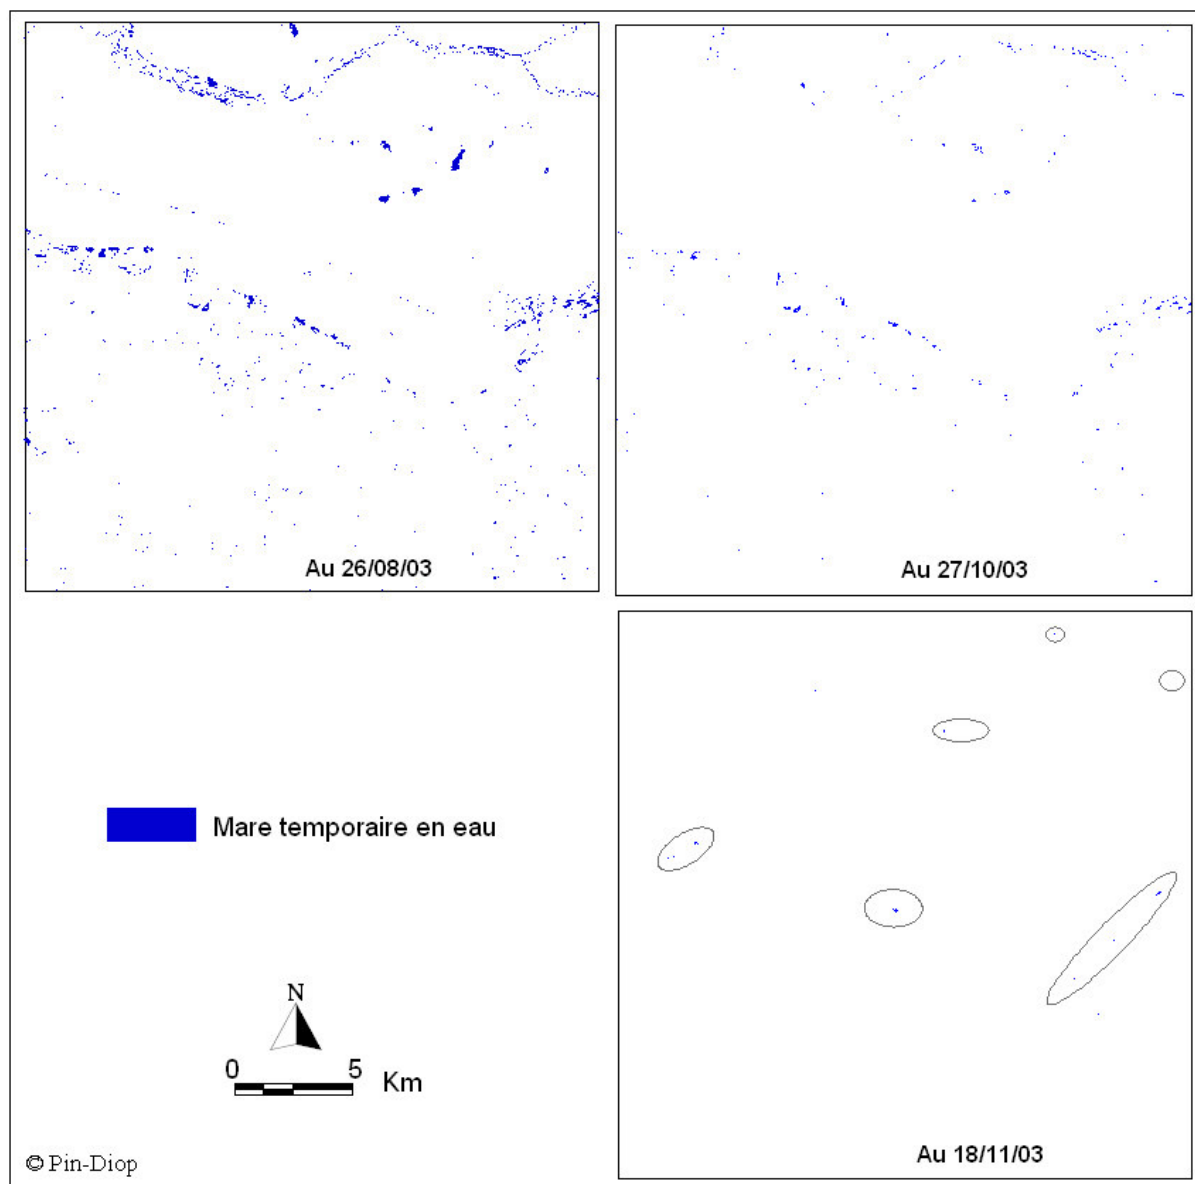 Au 26/08/03
Au 27/10/03
Mare temporaire en eau
N
0 5 Km
Au 18/11/03
© Pin-Diop